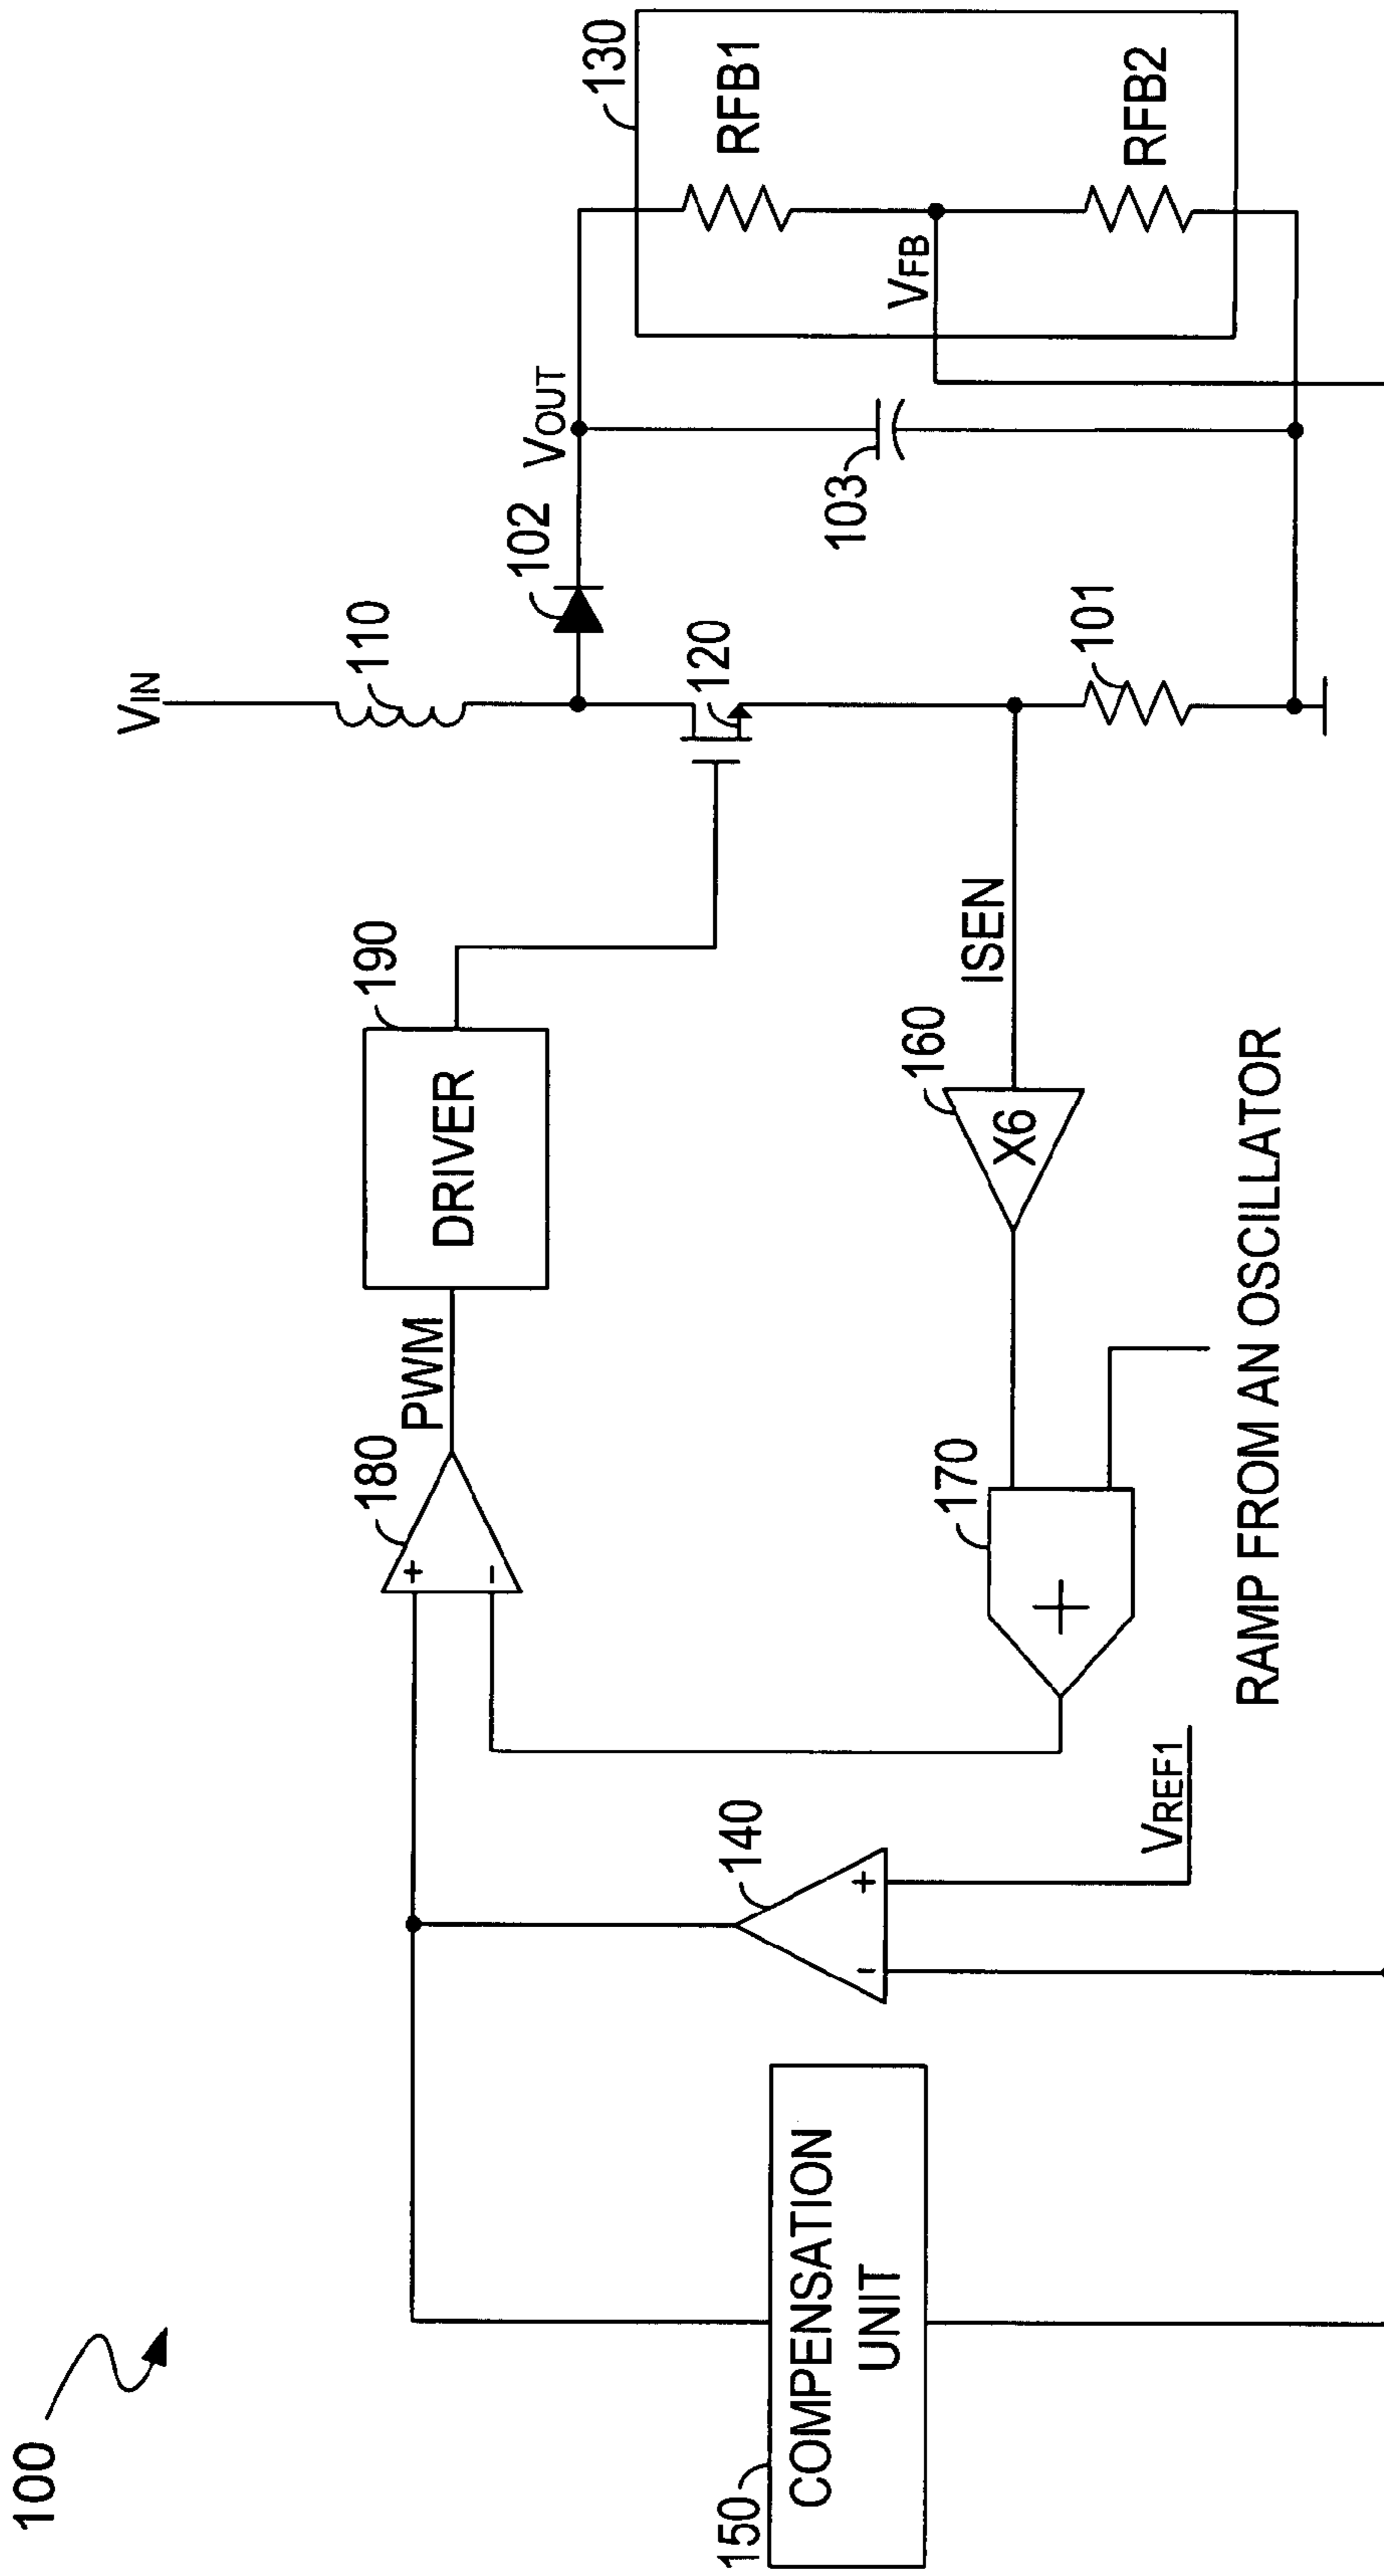 100
VIN
110
102
VOUT
130
RFB1
VFB
RFB2
103
120
101
190
DRIVER
PWM
180
+
-
ISEN
160
X6
170
+
RAMP FROM AN OSCILLATOR
140
+
-
VREF1
150
COMPENSATION
UNIT